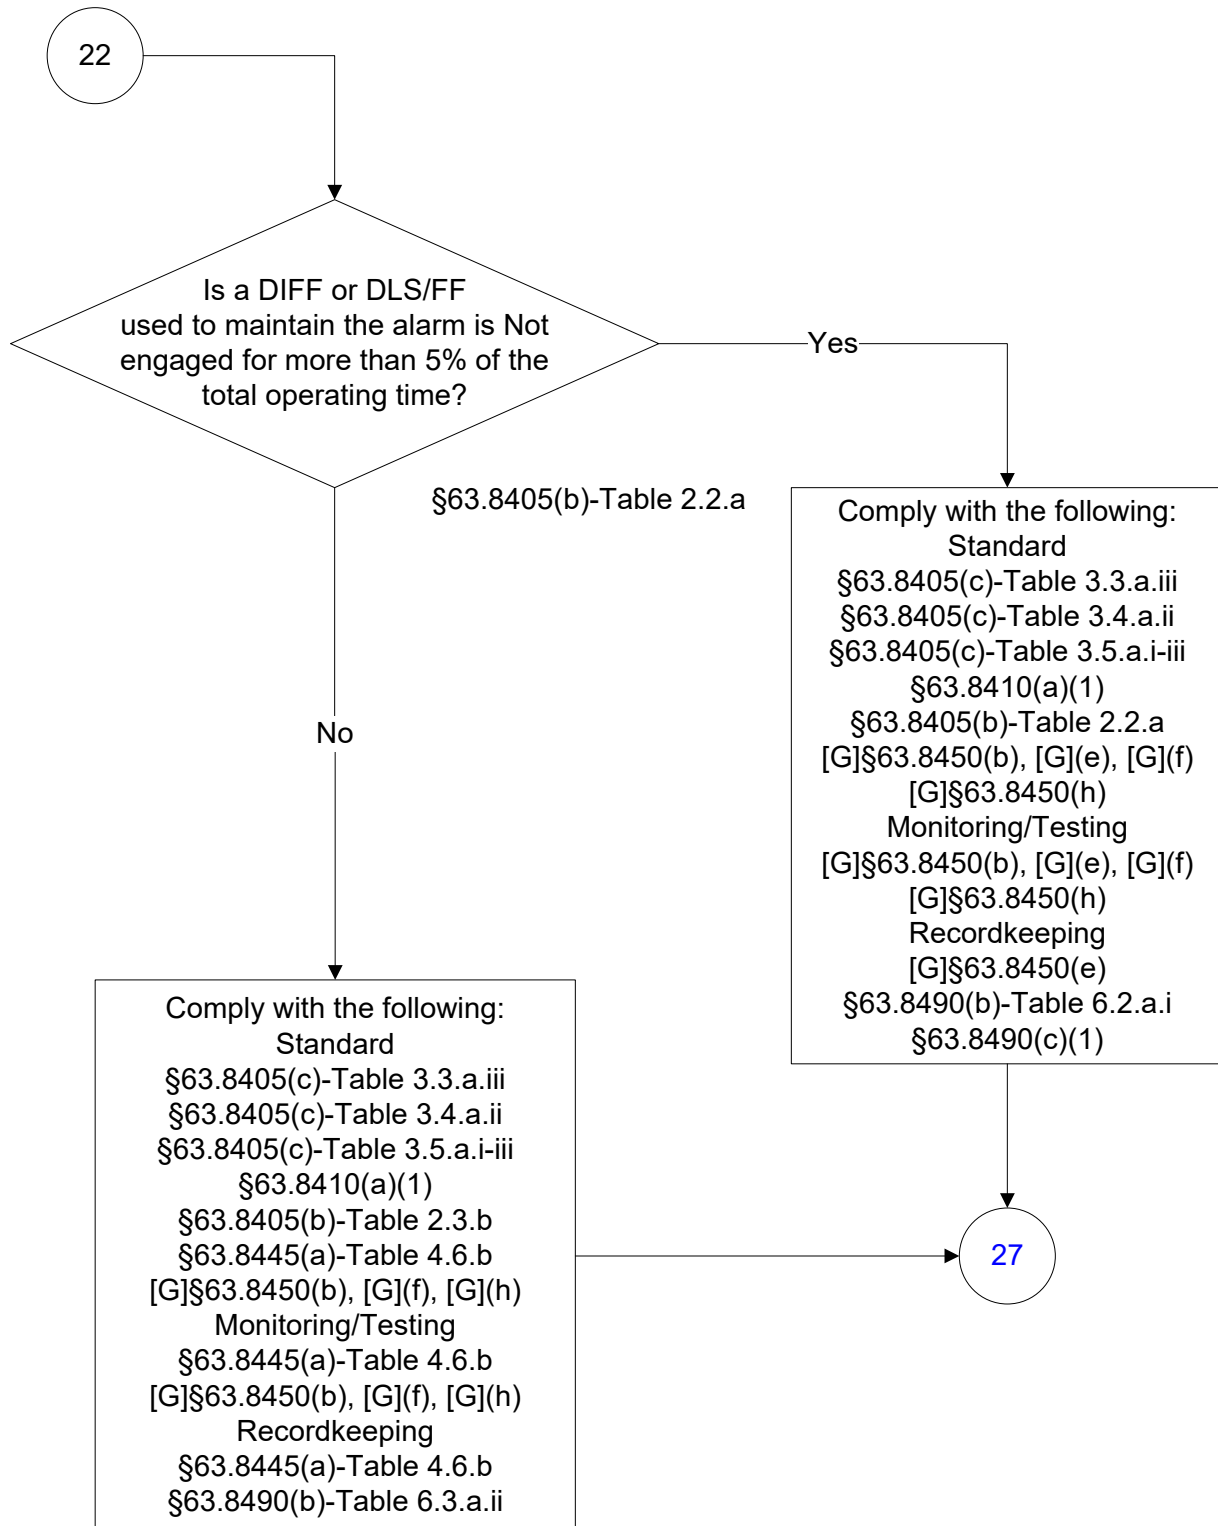 22
Is a DIFF or DLS/FF
used to maintain the alarm is Not
engaged for more than 5% of the
total operating time?
Yes
§63.8405(b)-Table 2.2.a
No
Comply with the following:
Standard
§63.8405(c)-Table 3.3.a.iii
§63.8405(c)-Table 3.4.a.ii
§63.8405(c)-Table 3.5.a.i-iii
§63.8410(a)(1)
§63.8405(b)-Table 2.2.a
[G]§63.8450(b), [G](e), [G](f)
[G]§63.8450(h)
Monitoring/Testing
[G]§63.8450(b), [G](e), [G](f)
[G]§63.8450(h)
Recordkeeping
[G]§63.8450(e)
§63.8490(b)-Table 6.2.a.i
§63.8490(c)(1)
Comply with the following:
Standard
§63.8405(c)-Table 3.3.a.iii
§63.8405(c)-Table 3.4.a.ii
§63.8405(c)-Table 3.5.a.i-iii
§63.8410(a)(1)
§63.8405(b)-Table 2.3.b
§63.8445(a)-Table 4.6.b
[G]§63.8450(b), [G](f), [G](h)
Monitoring/Testing
§63.8445(a)-Table 4.6.b
[G]§63.8450(b), [G](f), [G](h)
Recordkeeping
§63.8445(a)-Table 4.6.b
§63.8490(b)-Table 6.3.a.ii
27